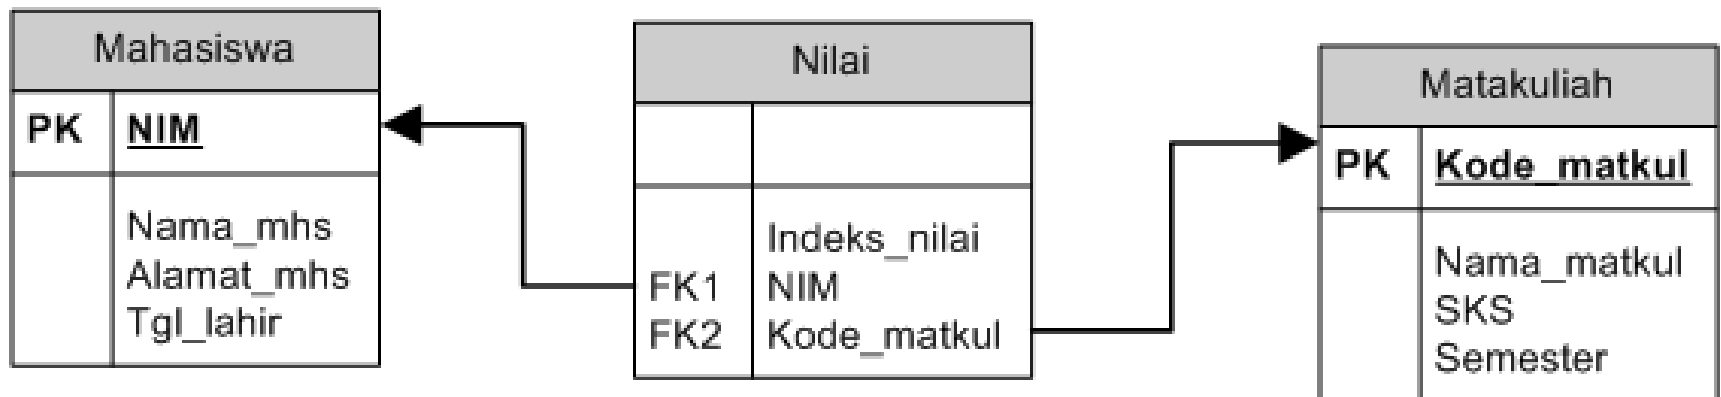 Mahasiswa
PK NIM
Nama_mhs
Alamat_mhs
Tgl_lahir
Nilai
Indeks_nilai
FK1 NIM
FK2 Kode_matkul
Matakuliah
PK Kode_matkul
Nama_matkul
SKS
Semester